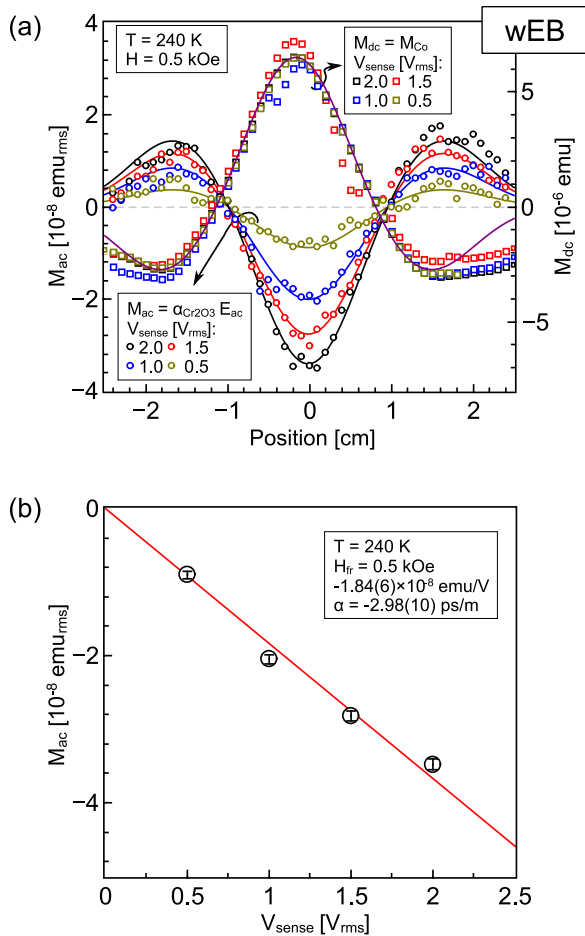 (a)
wEB
T = 240 K
H = 0.5 kOe
M_dc = M_Co
V_sense [V_rms]:
2.0 1.5
1.0 0.5
4
2
0
−2
−4
M_ac [10^-8 emu_rms]
5
0
−5
M_dc [10^-6 emu]
M_ac = α_Cr2O3 E_ac
V_sense [V_rms]:
2.0 1.5
1.0 0.5
−2 −1 0 1 2
Position [cm]
(b)
T = 240 K
H_fr = 0.5 kOe
-1.84(6)×10^-8 emu/V
α = -2.98(10) ps/m
0
−2
−4
M_ac [10^-8 emu_rms]
0 0.5 1 1.5 2 2.5
V_sense [V_rms]